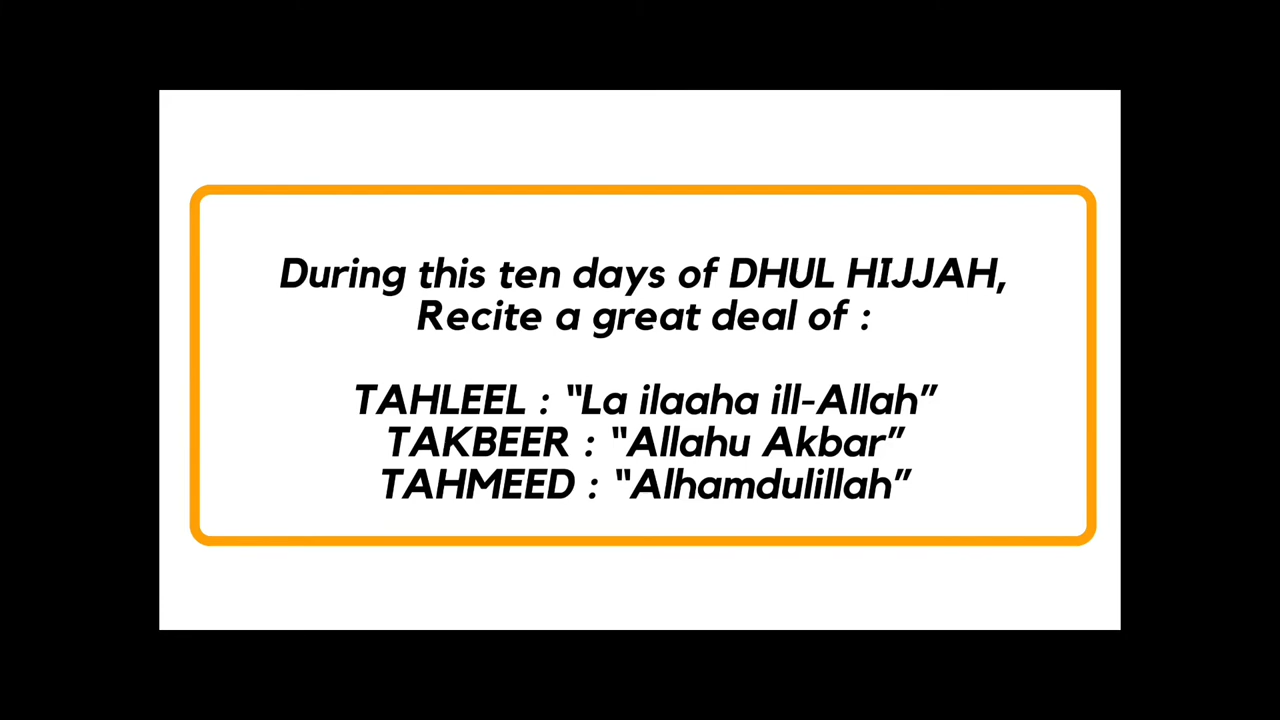 During this ten days of DHUL HIJJAH,
Recite a great deal of :
TAHLEEL : “La ilaaha ill-Allah”
TAKBEER : “Allahu Akbar”
TAHMEED : “Alhamdulillah”